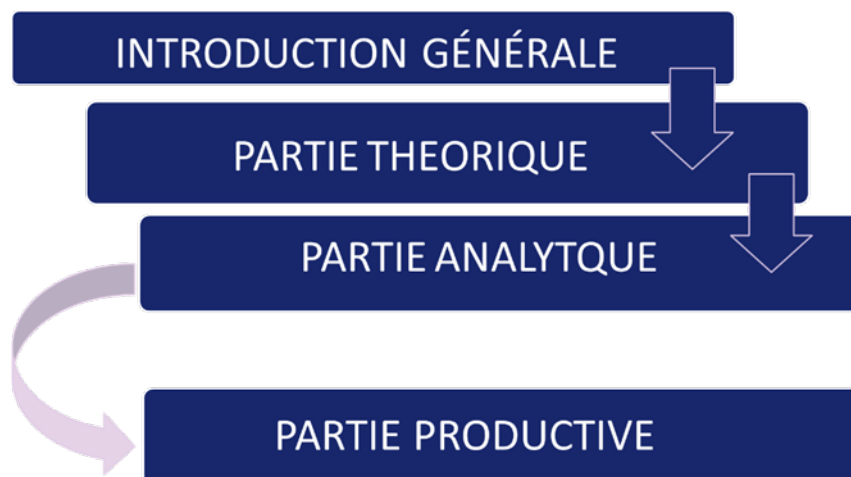 INTRODUCTION GÉNÉRALE
PARTIE THEORIQUE
PARTIE ANALYTQUE
PARTIE PRODUCTIVE